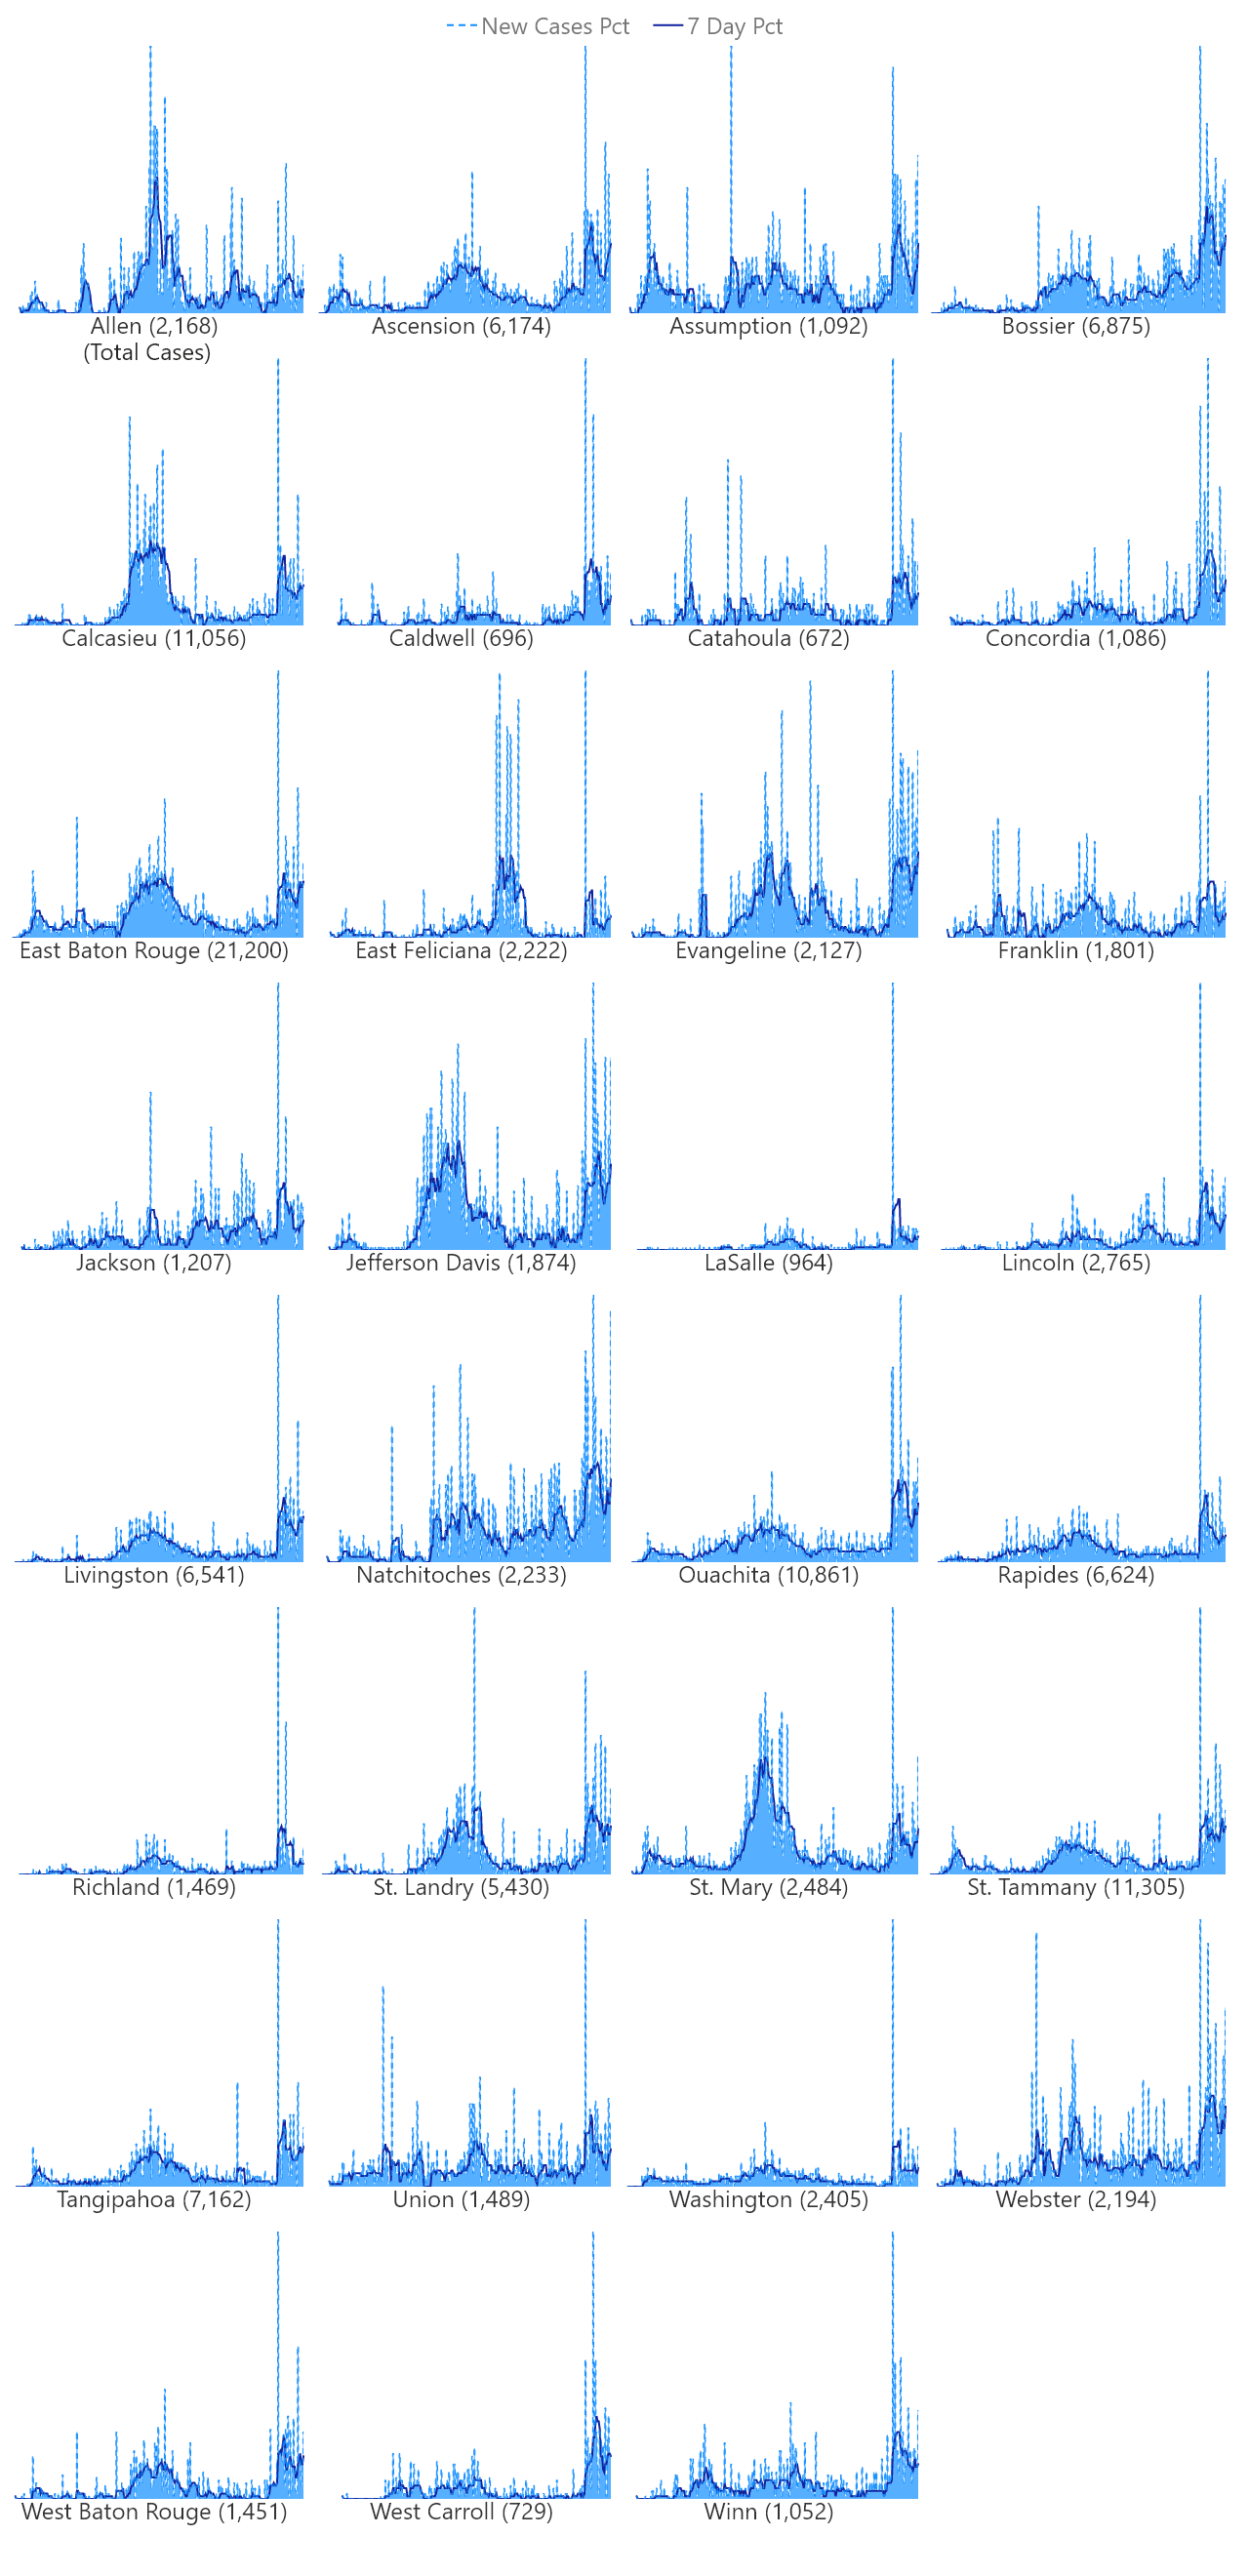 New Cases Pct 7 Day Pct
Allen (2,168)
(Total Cases)
Ascension (6,174)
Assumption (1,092)
Bossier (6,875)
Calcasieu (11,056)
Caldwell (696)
Catahoula (672)
Concordia (1,086)
East Baton Rouge (21,200)
East Feliciana (2,222)
Evangeline (2,127)
Franklin (1,801)
Jackson (1,207)
Jefferson Davis (1,874)
LaSalle (964)
Lincoln (2,765)
Livingston (6,541)
Natchitoches (2,233)
Ouachita (10,861)
Rapides (6,624)
Richland (1,469)
St. Landry (5,430)
St. Mary (2,484)
St. Tammany (11,305)
Tangipahoa (7,162)
Union (1,489)
Washington (2,405)
Webster (2,194)
West Baton Rouge (1,451)
West Carroll (729)
Winn (1,052)